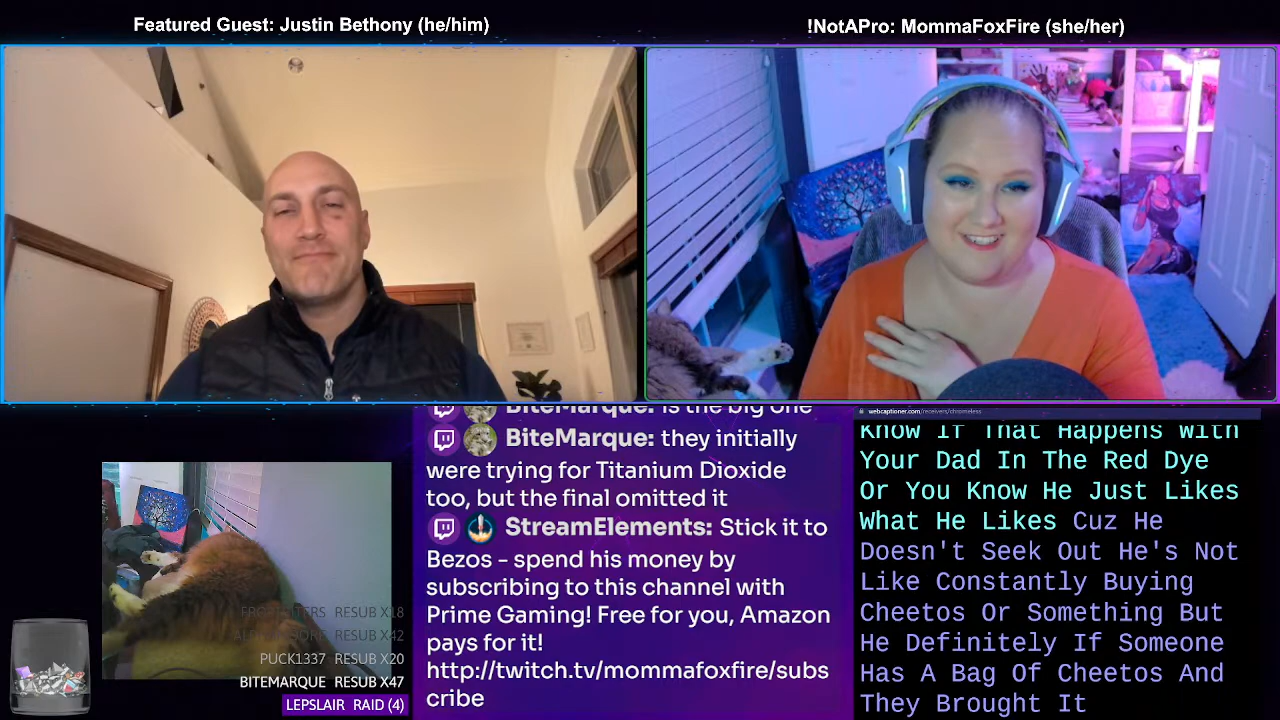 Featured Guest: Justin Bethony (he/him)
!NotAPro: MommaFoxFire (she/her)
BiteMarque: is the big one
BiteMarque: they initially
were trying for Titanium Dioxide
too, but the final omitted it
StreamElements: Stick it to
Bezos - spend his money by
subscribing to this channel with
Prime Gaming! Free for you, Amazon
pays for it!
http://twitch.tv/mommafoxfire/subs
cribe
webcaptioner.com/receivers/chromeless
Know If That Happens With
Your Dad In The Red Dye
Or You Know He Just Likes
What He Likes Cuz He
Doesn't Seek Out He's Not
Like Constantly Buying
Cheetos Or Something But
He Definitely If Someone
Has A Bag Of Cheetos And
They Brought It
RESUB X18
RESUB X42
PUCK1337 RESUB X20
BITEMARQUE RESUB X47
LEPSLAIR RAID (4)